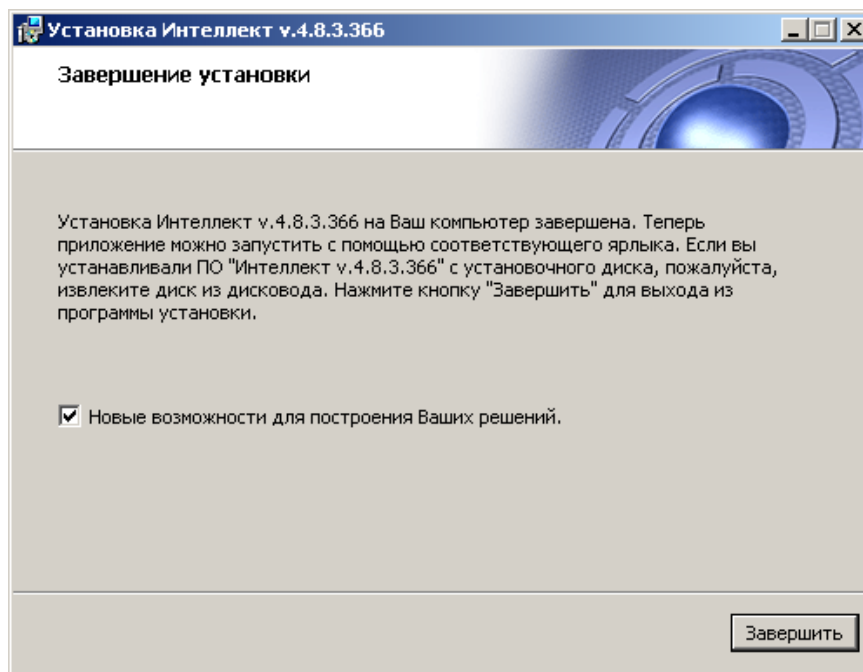 Установка Интеллект v.4.8.3.366
Завершение установки
Установка Интеллект v.4.8.3.366 на Ваш компьютер завершена. Теперь
приложение можно запустить с помощью соответствующего ярлыка. Если вы
устанавливали ПО "Интеллект v.4.8.3.366" с установочного диска, пожалуйста,
извлеките диск из дисковода. Нажмите кнопку "Завершить" для выхода из
программы установки.
Новые возможности для построения Ваших решений.
Завершить